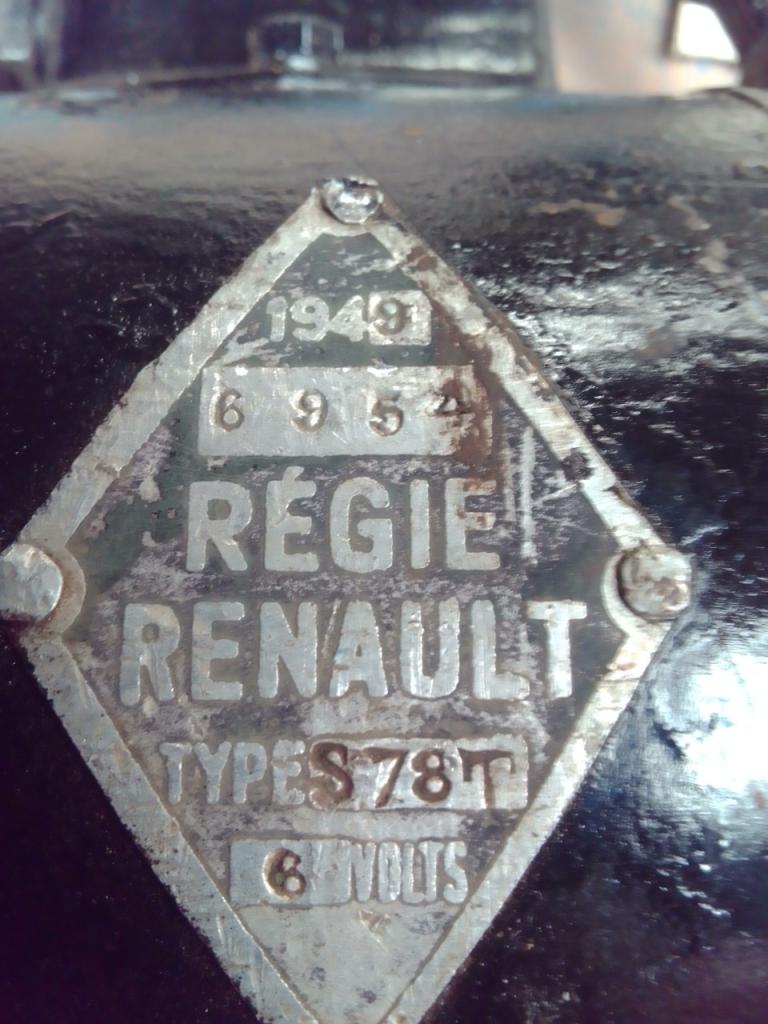 1949
6954
RÉGIE
RENAULT
TYPE S78T
6 VOLTS